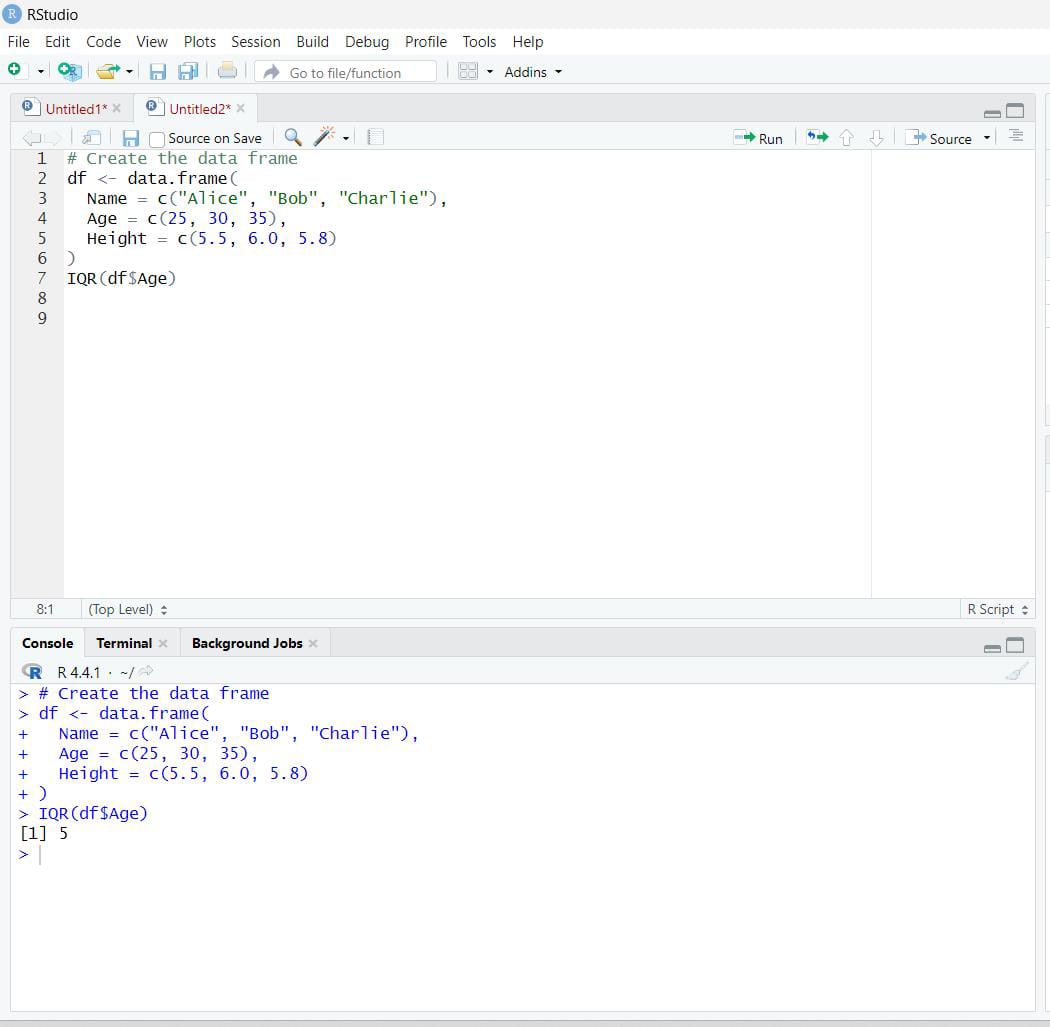 RStudio
File Edit Code View Plots Session Build Debug Profile Tools Help
Go to file/function Addins
Untitled1* Untitled2*
Source on Save Run Source
1 # Create the data frame
2 df <- data.frame(
3   Name = c("Alice", "Bob", "Charlie"),
4   Age = c(25, 30, 35),
5   Height = c(5.5, 6.0, 5.8)
6 )
7 IQR(df$Age)
8
9
8:1 (Top Level) R Script
Console Terminal Background Jobs
R R 4.4.1 · ~/
> # Create the data frame
> df <- data.frame(
+   Name = c("Alice", "Bob", "Charlie"),
+   Age = c(25, 30, 35),
+   Height = c(5.5, 6.0, 5.8)
+ )
> IQR(df$Age)
[1] 5
>